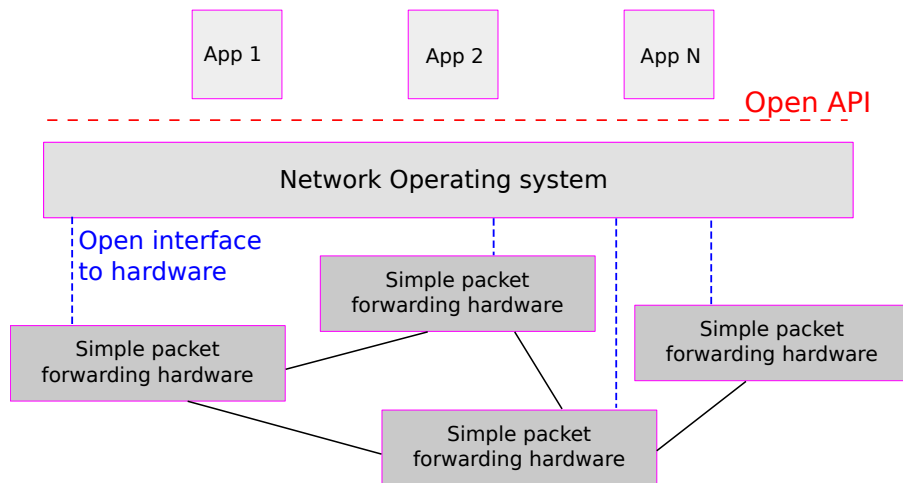 App 1
App 2
App N
Open API
Network Operating system
Open interface
to hardware
Simple packet
forwarding hardware
Simple packet
forwarding hardware
Simple packet
forwarding hardware
Simple packet
forwarding hardware